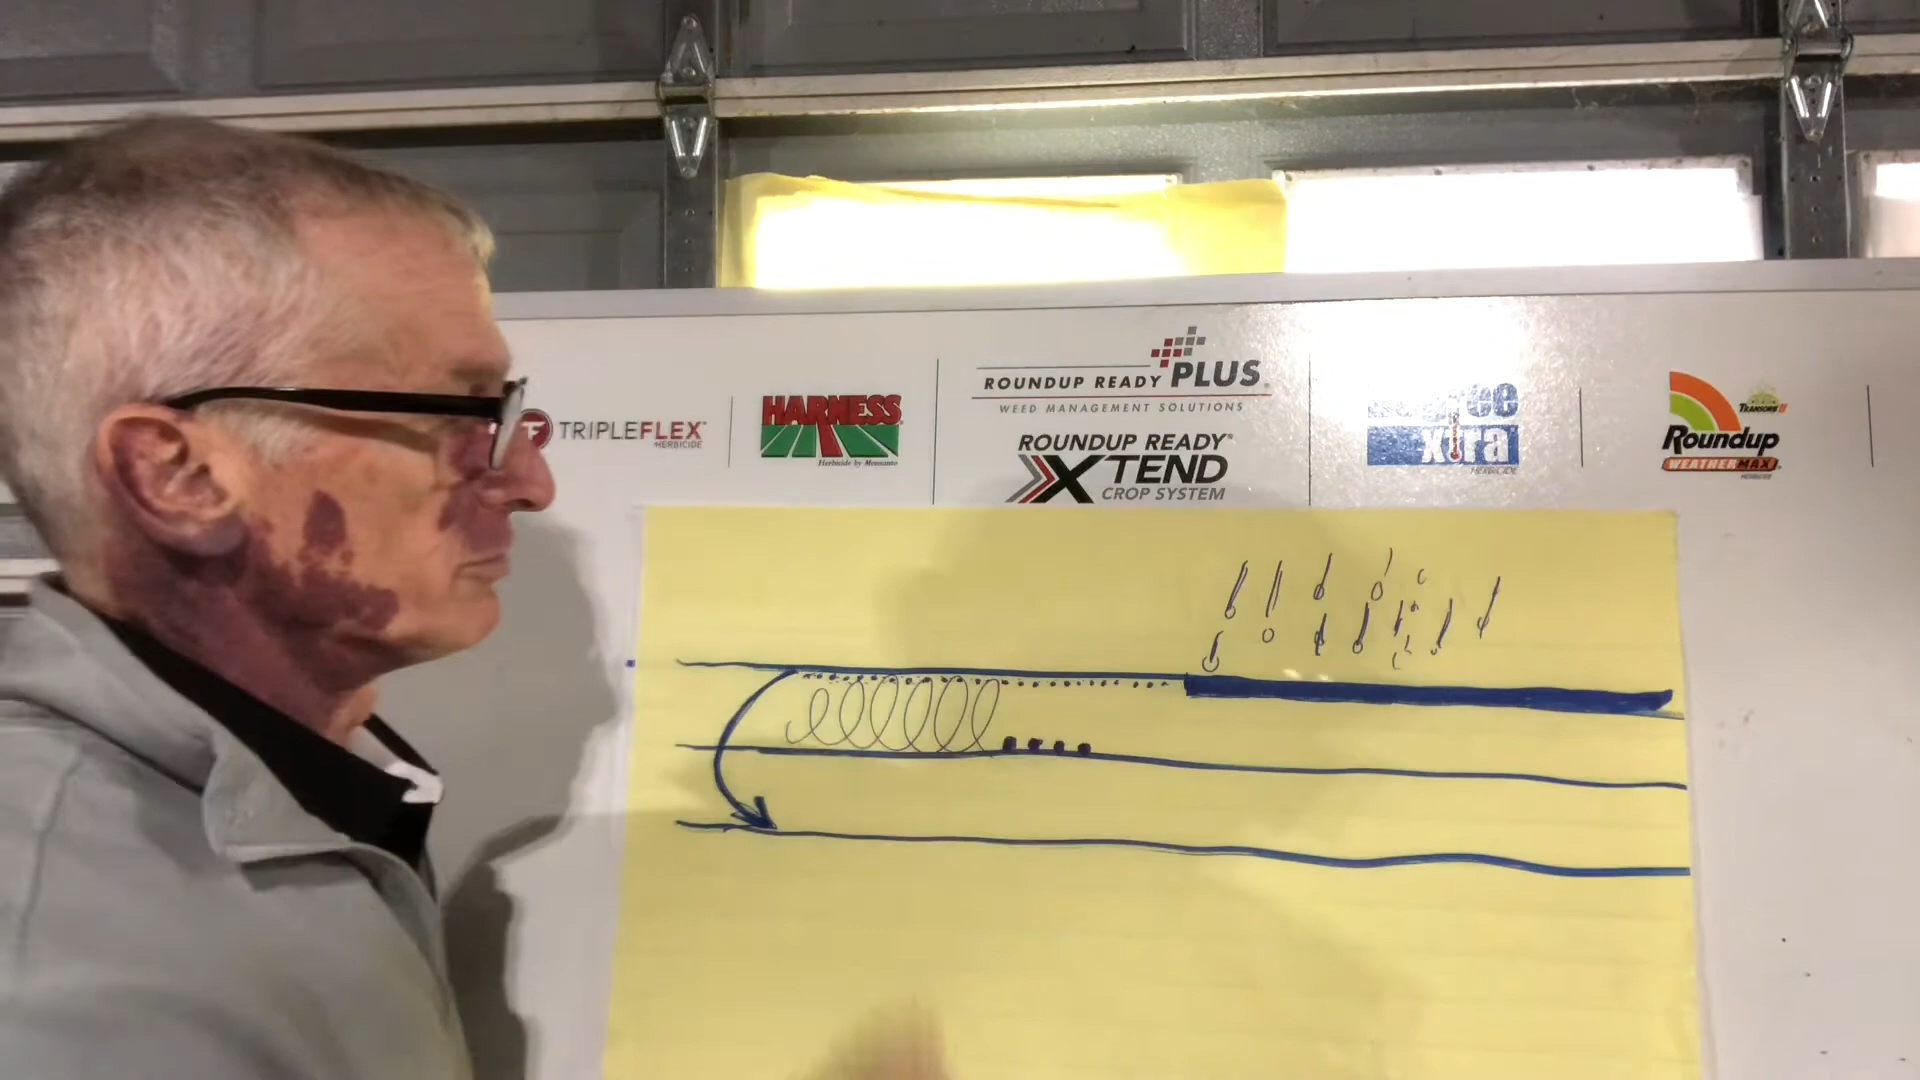 TF TRIPLEFLEX
HERBICIDE
HARNESS
Herbicide by Monsanto
ROUNDUP READY PLUS
WEED MANAGEMENT SOLUTIONS
ROUNDUP READY®
XTEND
CROP SYSTEM
xtra
HERBICIDE
TRANSORB II
Roundup
WEATHERMAX
HERBICIDE